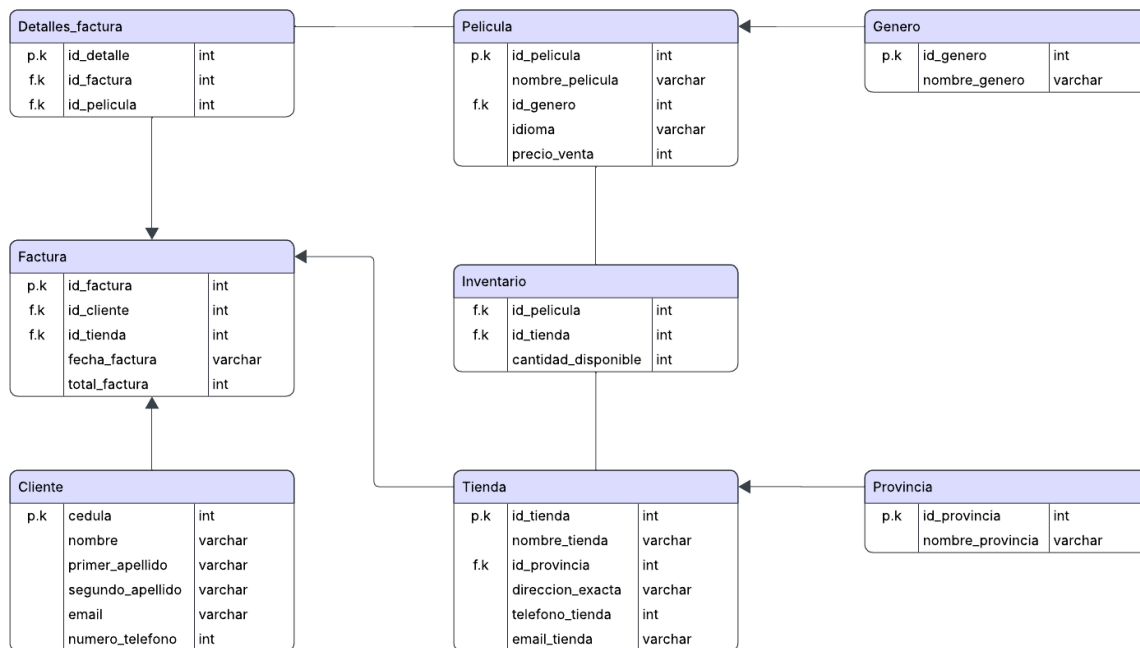 Detalles_factura
p.k id_detalle int
f.k id_factura int
f.k id_pelicula int
Pelicula
p.k id_pelicula int
nombre_pelicula varchar
f.k id_genero int
idioma varchar
precio_venta int
Genero
p.k id_genero int
nombre_genero varchar
Factura
p.k id_factura int
f.k id_cliente int
f.k id_tienda int
fecha_factura varchar
total_factura int
Inventario
f.k id_pelicula int
f.k id_tienda int
cantidad_disponible int
Cliente
p.k cedula int
nombre varchar
primer_apellido varchar
segundo_apellido varchar
email varchar
numero_telefono int
Tienda
p.k id_tienda int
nombre_tienda varchar
f.k id_provincia int
direccion_exacta varchar
telefono_tienda int
email_tienda varchar
Provincia
p.k id_provincia int
nombre_provincia varchar